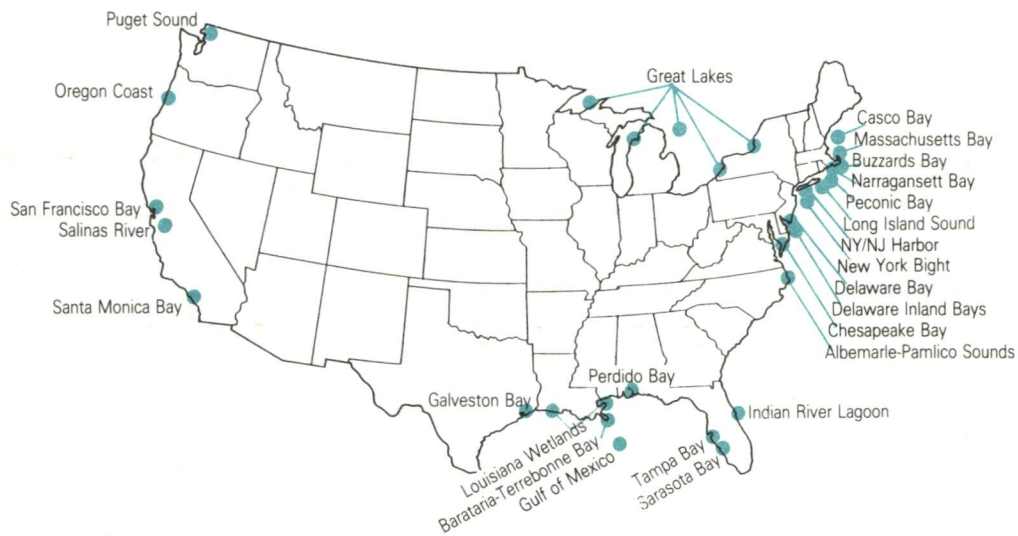 Puget Sound
Great Lakes
Oregon Coast
Casco Bay
Massachusetts Bay
Buzzards Bay
Narragansett Bay
Peconic Bay
San Francisco Bay
Long Island Sound
Salinas River
NY/NJ Harbor
New York Bight
Delaware Bay
Santa Monica Bay
Delaware Inland Bays
Chesapeake Bay
Albemarle-Pamlico Sounds
Perdido Bay
Galveston Bay
Indian River Lagoon
Louisiana Wetlands
Barataria-Terrebonne Bay
Gulf of Mexico
Tampa Bay
Sarasota Bay